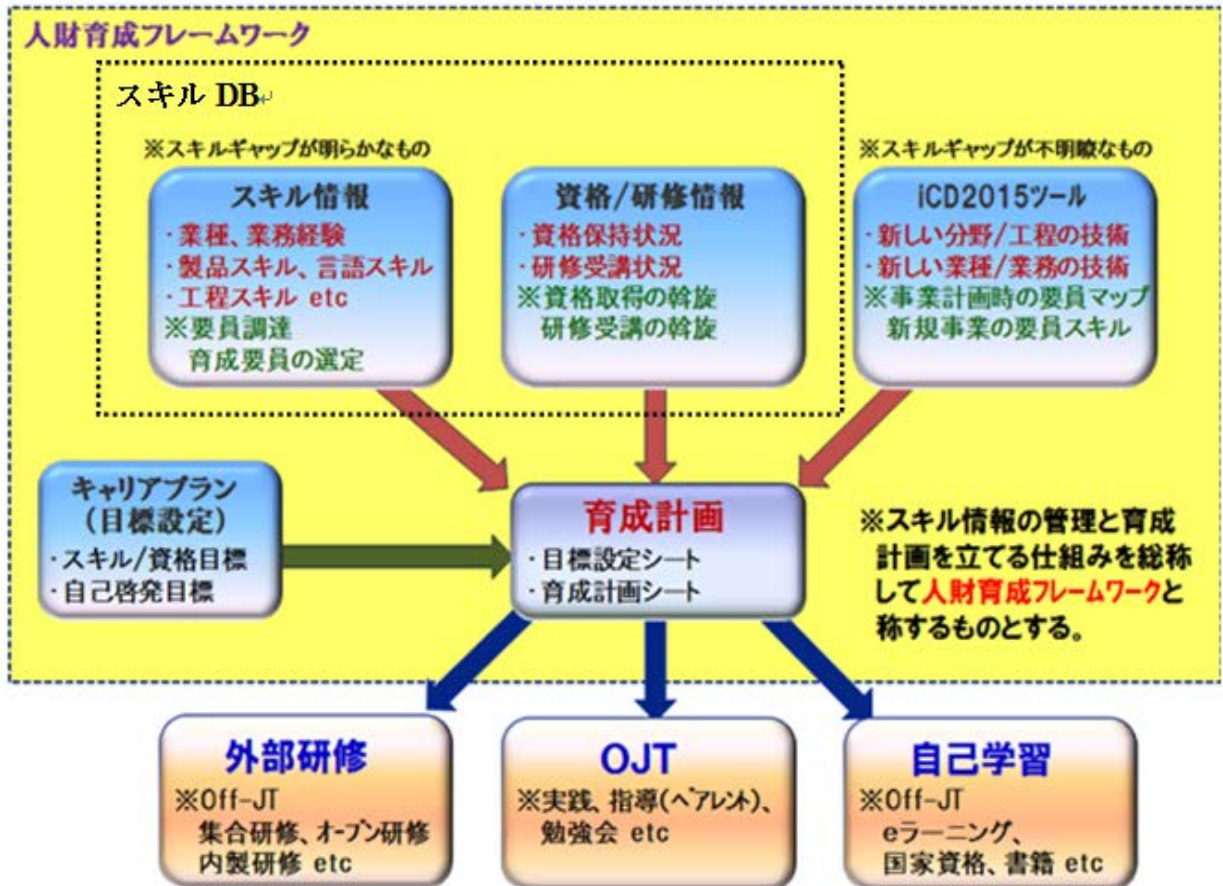 人財育成フレームワーク
スキル DB↵
※スキルギャップが明らかなもの
スキル情報
・業種、業務経験
・製品スキル、言語スキル
・工程スキル etc
※要員調達
育成要員の選定
資格/研修情報
・資格保持状況
・研修受講状況
※資格取得の斡旋
研修受講の斡旋
※スキルギャップが不明瞭なもの
iCD2015ツール
・新しい分野/工程の技術
・新しい業種/業務の技術
※事業計画時の要員マップ
新規事業の要員スキル
キャリアプラン
(目標設定)
・スキル/資格目標
・自己啓発目標
育成計画
・目標設定シート
・育成計画シート
※スキル情報の管理と育成
計画を立てる仕組みを総称
して人財育成フレームワークと
称するものとする。
外部研修
※Off-JT
集合研修、オープン研修
内製研修 etc
OJT
※実践、指導(ペアレント)、
勉強会 etc
自己学習
※Off-JT
eラーニング、
国家資格、書籍 etc